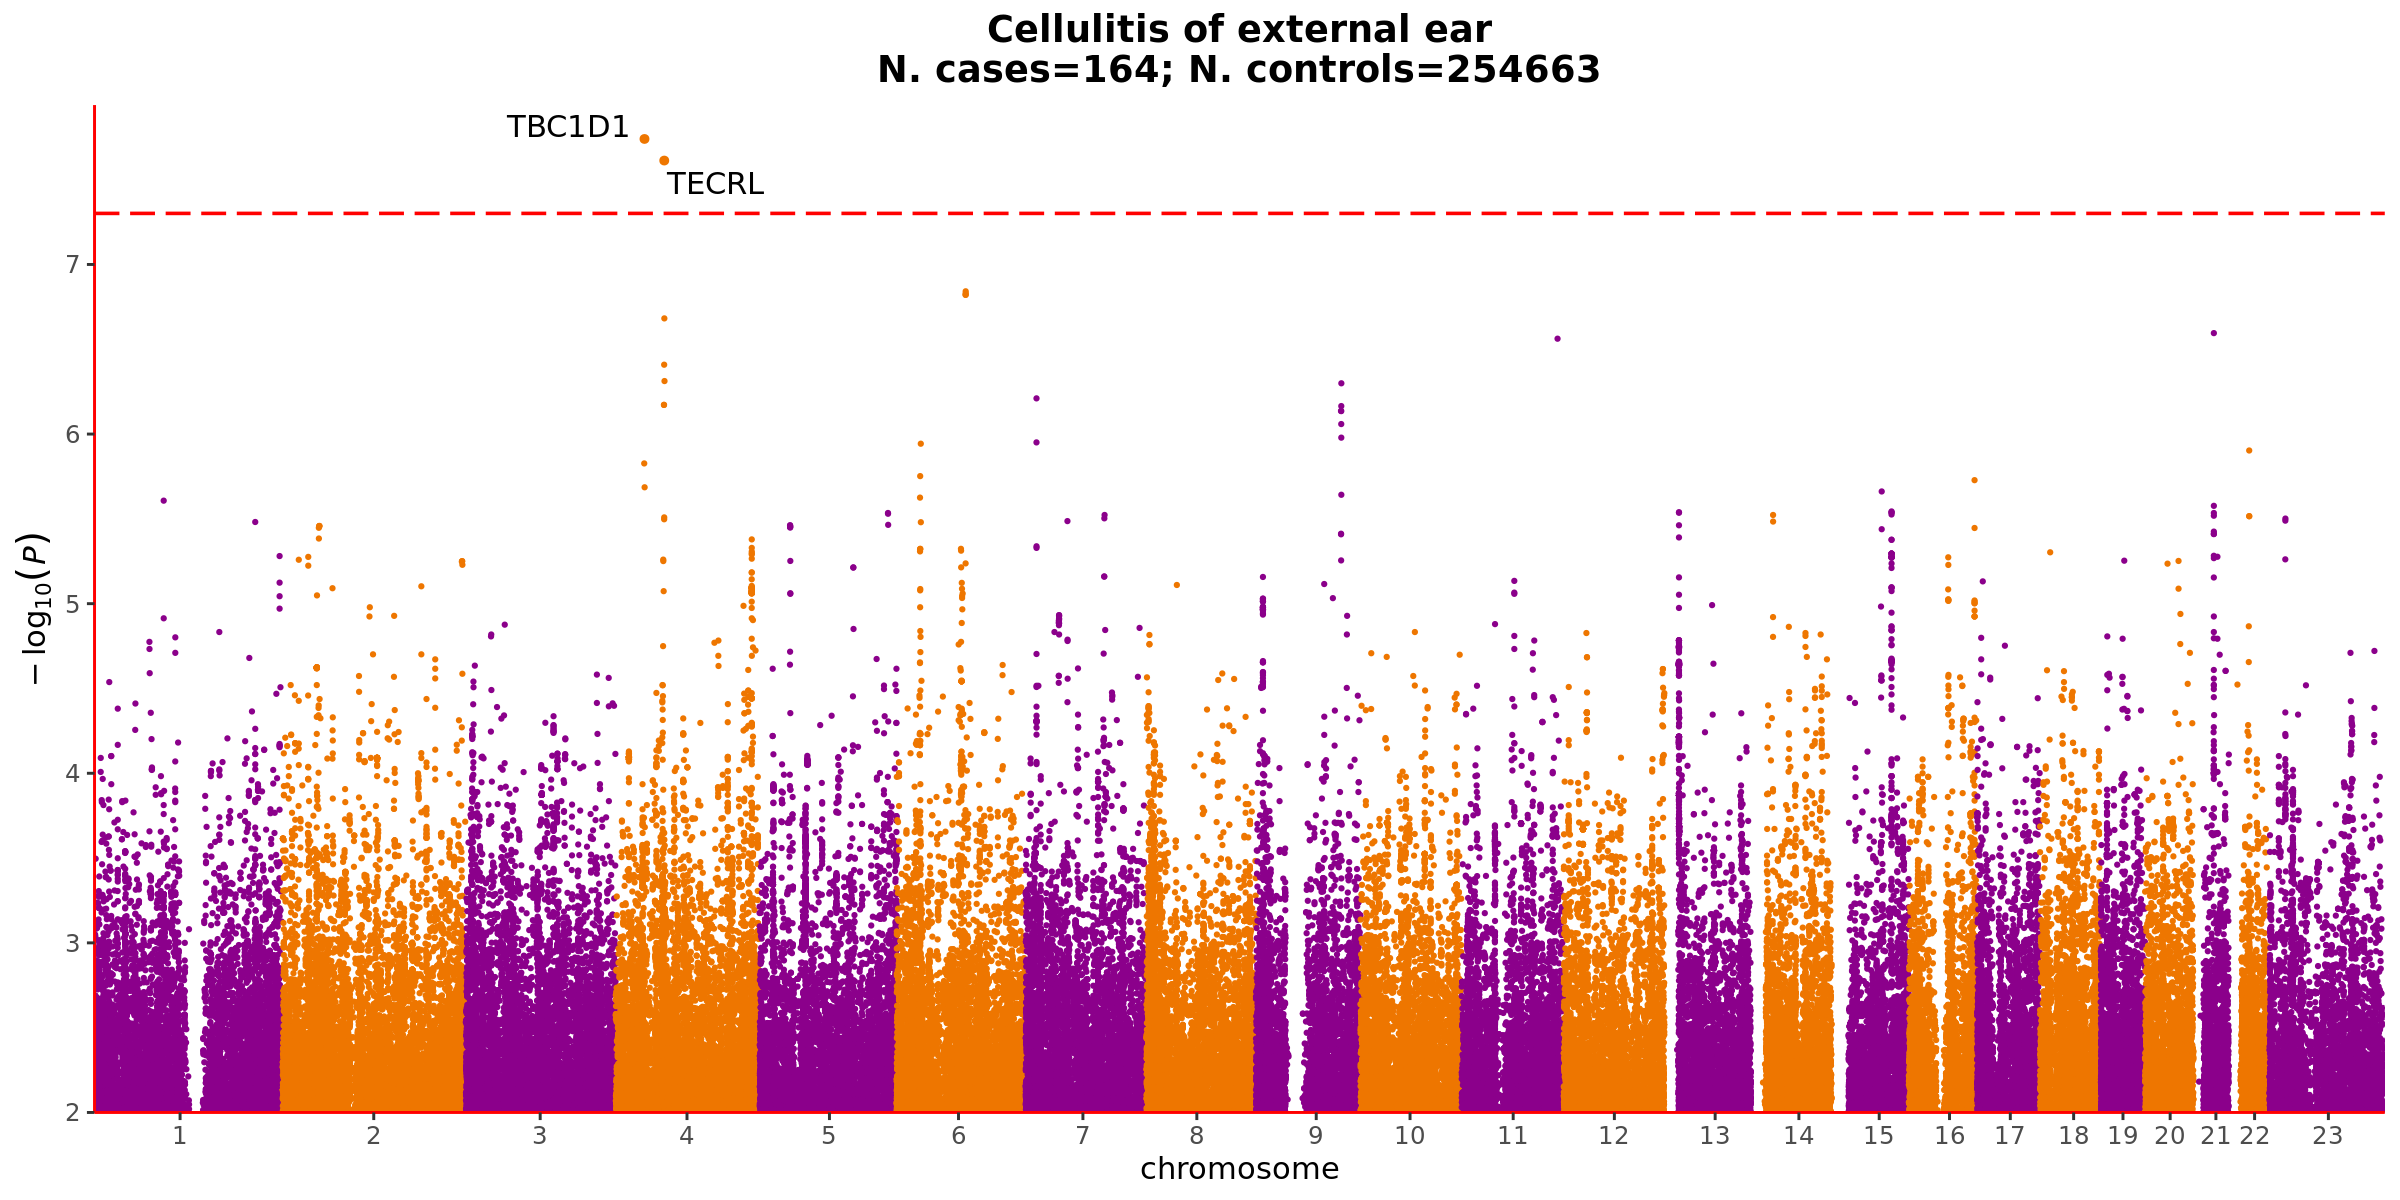 Cellulitis of external ear
N. cases=164; N. controls=254663
TBC1D1
TECRL
7
6
5
4
3
2
−log10(P)
1 2 3 4 5 6 7 8 9 10 11 12 13 14 15 16 17 18 19 20 21 22 23
chromosome